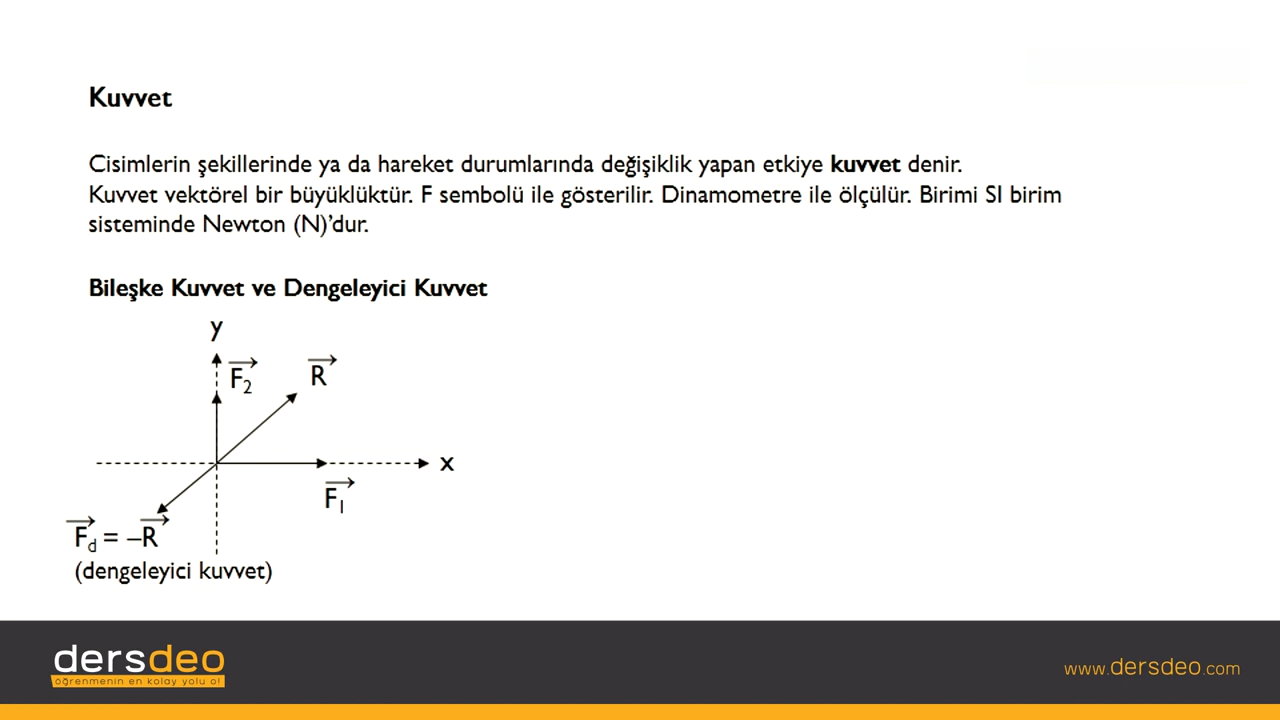 Kuvvet
Cisimlerin şekillerinde ya da hareket durumlarında değişiklik yapan etkiye kuvvet denir.
Kuvvet vektörel bir büyüklüktür. F sembolü ile gösterilir. Dinamometre ile ölçülür. Birimi SI birim
sisteminde Newton (N)’dur.
Bileşke Kuvvet ve Dengeleyici Kuvvet
y
F₂
R
x
F₁
F_d = –R
(dengeleyici kuvvet)
dersdeo
öğrenmenin en kolay yolu o!
www.dersdeo.com